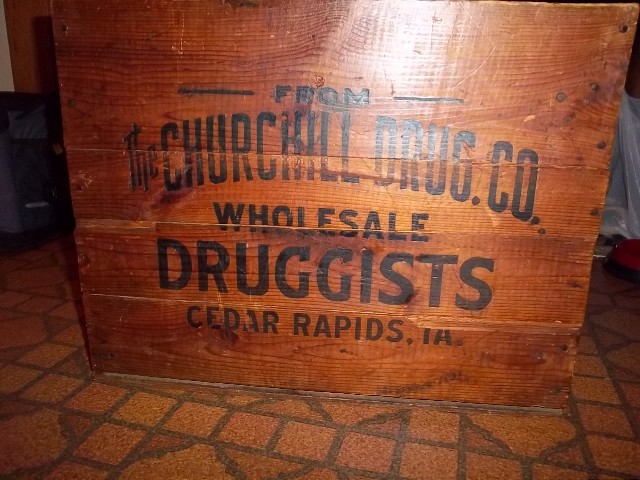 FROM
The CHURCHILL DRUG. CO.
WHOLESALE
DRUGGISTS
CEDAR RAPIDS, IA.